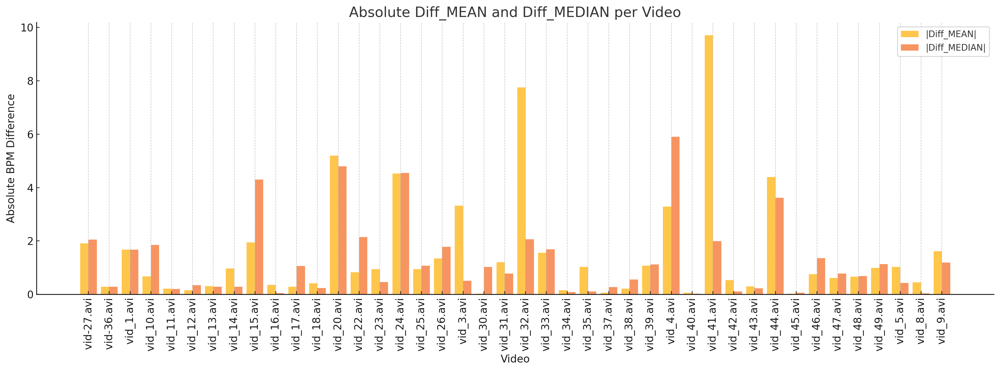 Absolute Diff_MEAN and Diff_MEDIAN per Video
10
8
6
4
2
0
Absolute BPM Difference
|Diff_MEAN|
|Diff_MEDIAN|
vid-27.avi
vid-36.avi
vid_1.avi
vid_10.avi
vid_11.avi
vid_12.avi
vid_13.avi
vid_14.avi
vid_15.avi
vid_16.avi
vid_17.avi
vid_18.avi
vid_20.avi
vid_22.avi
vid_23.avi
vid_24.avi
vid_25.avi
vid_26.avi
vid_3.avi
vid_30.avi
vid_31.avi
vid_32.avi
vid_33.avi
vid_34.avi
vid_35.avi
vid_37.avi
vid_38.avi
vid_39.avi
vid_4.avi
vid_40.avi
vid_41.avi
vid_42.avi
vid_43.avi
vid_44.avi
vid_45.avi
vid_46.avi
vid_47.avi
vid_48.avi
vid_49.avi
vid_5.avi
vid_8.avi
vid_9.avi
Video